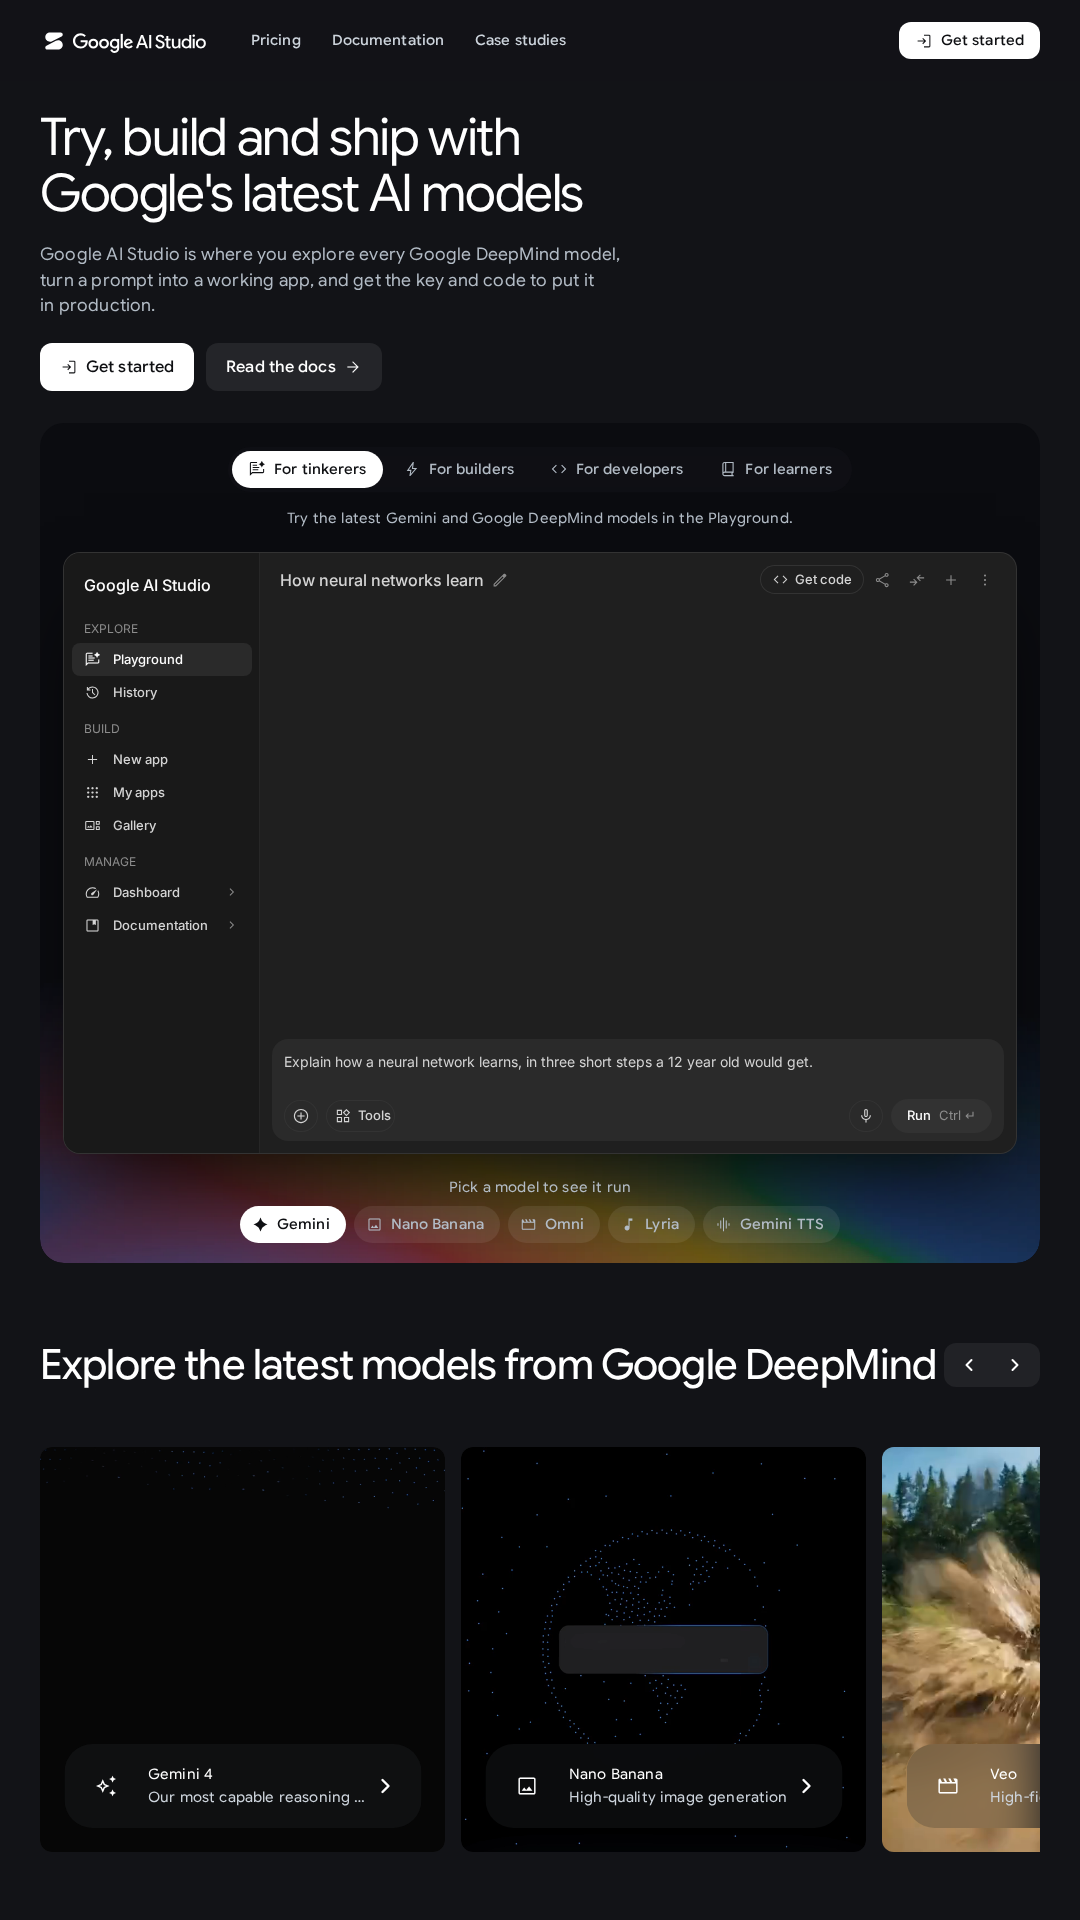 Google AI Studio
Pricing
Documentation
Case studies
Get started
Try, build and ship with
Google's latest AI models
Google AI Studio is where you explore every Google DeepMind model,
turn a prompt into a working app, and get the key and code to put it
in production.
Get started
Read the docs
For tinkerers
For builders
For developers
For learners
Try the latest Gemini and Google DeepMind models in the Playground.
Google AI Studio
How neural networks learn
Get code
EXPLORE
Playground
History
BUILD
New app
My apps
Gallery
MANAGE
Dashboard
Documentation
Explain how a neural network learns, in three short steps a 12 year old would get.
Tools
Run Ctrl ↵
Pick a model to see it run
Gemini
Nano Banana
Omni
Lyria
Gemini TTS
Explore the latest models from Google DeepMind
Gemini 4
Our most capable reasoning ...
Nano Banana
High-quality image generation
Veo